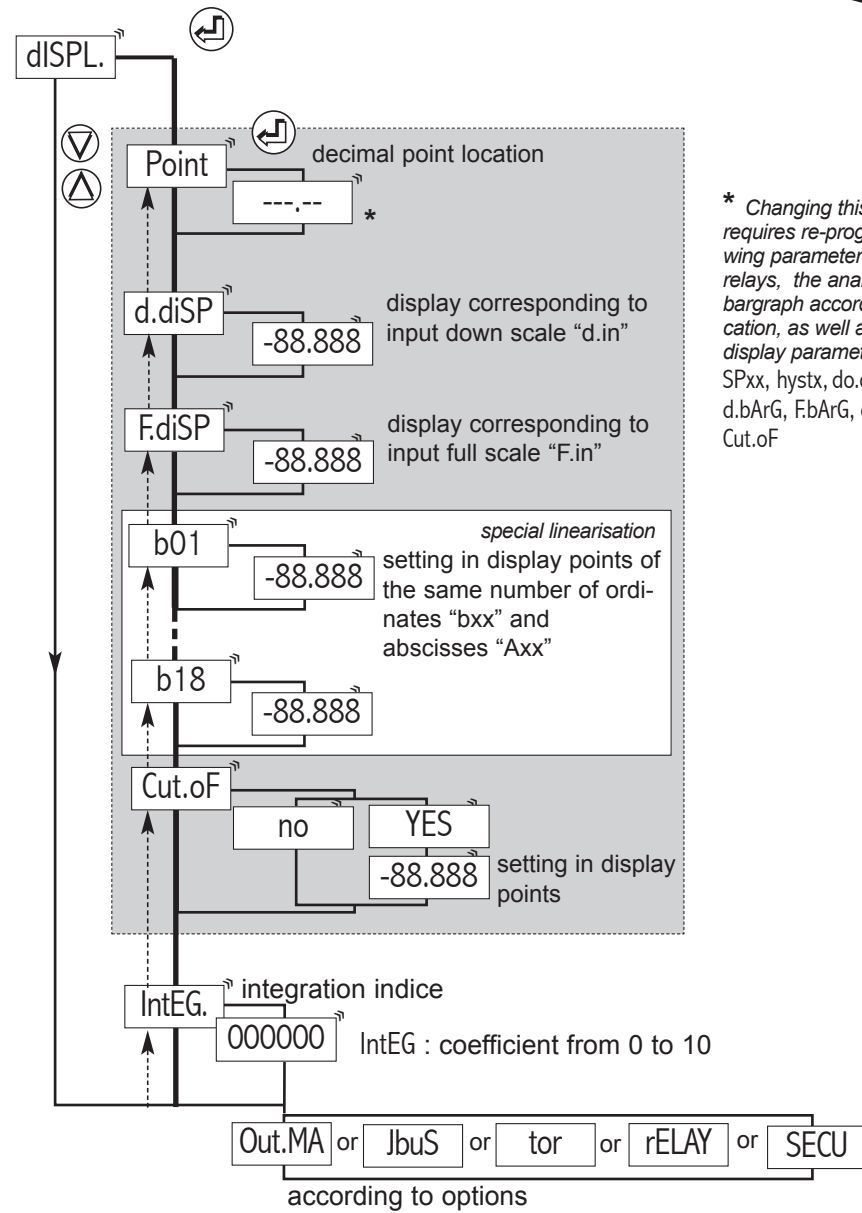 dISPL.
Point
decimal point location
---.--
*
* Changing this
requires re-prog
wing parameter
relays, the anal
bargraph accord
cation, as well a
display paramet
SPxx, hystx, do.
d.bArG, F.bArG,
Cut.oF
d.diSP
display corresponding to
input down scale “d.in”
-88.888
F.diSP
display corresponding to
input full scale “F.in”
-88.888
special linearisation
b01
-88.888
setting in display points of
the same number of ordi-
nates “bxx” and
abscisses “Axx”
b18
-88.888
Cut.oF
no
YES
-88.888
setting in display
points
IntEG.
integration indice
000000
IntEG : coefficient from 0 to 10
Out.MA or JbuS or tor or rELAY or SECU
according to options